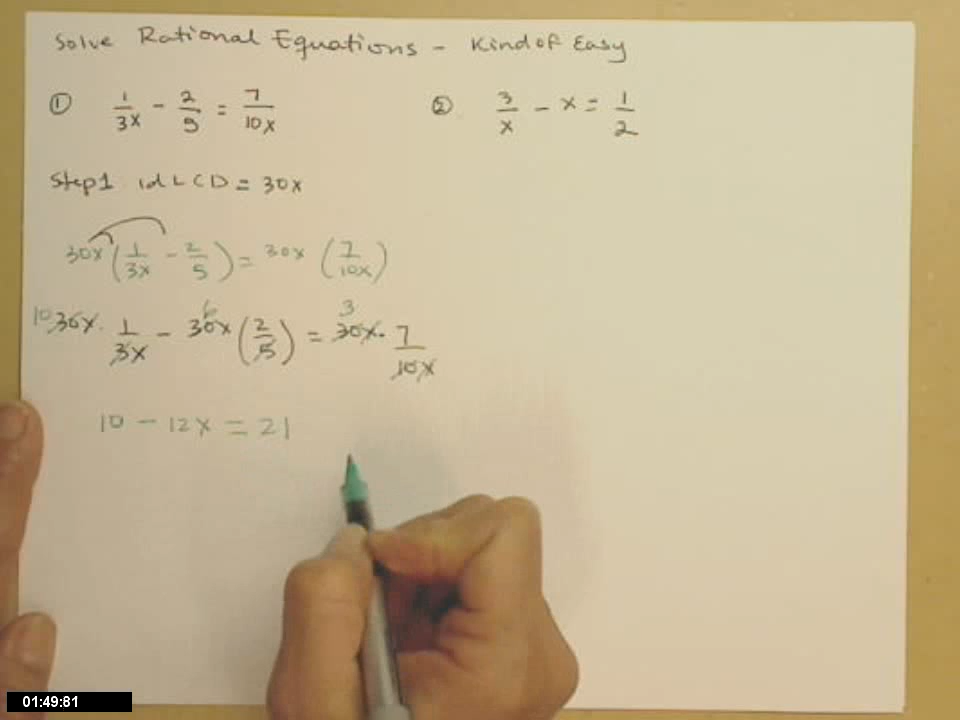 Solve Rational Equations - Kind of Easy
① 1/3x - 2/5 = 7/10x
② 3/x - x = 1/2
Step 1 id LCD = 30x
30x (1/3x - 2/5) = 30x (7/10x)
10 6 3
30x · 1/3x - 30x (2/5) = 30x · 7/10x
10 - 12x = 21
01:49:81